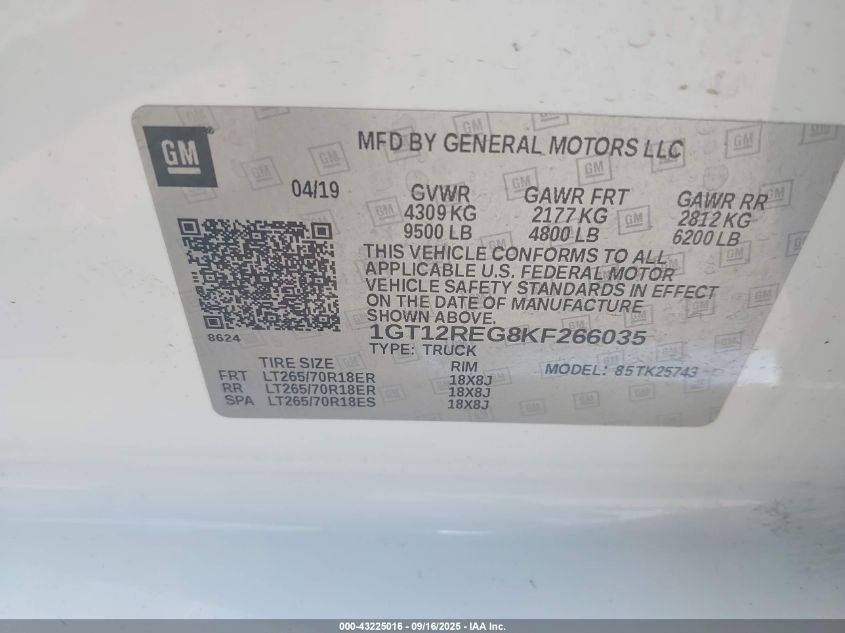 GM
MFD BY GENERAL MOTORS LLC
04/19
GVWR GAWR FRT GAWR RR
4309 KG 2177 KG 2812 KG
9500 LB 4800 LB 6200 LB
THIS VEHICLE CONFORMS TO ALL
APPLICABLE U.S. FEDERAL MOTOR
VEHICLE SAFETY STANDARDS IN EFFECT
ON THE DATE OF MANUFACTURE
SHOWN ABOVE.
8624
1GT12REG8KF266035
TYPE: TRUCK
TIRE SIZE RIM MODEL: 85TK25743
FRT LT265/70R18ER 18X8J
RR LT265/70R18ER 18X8J
SPA LT265/70R18ES 18X8J
000-43225016 - 09/16/2025 - IAA Inc.